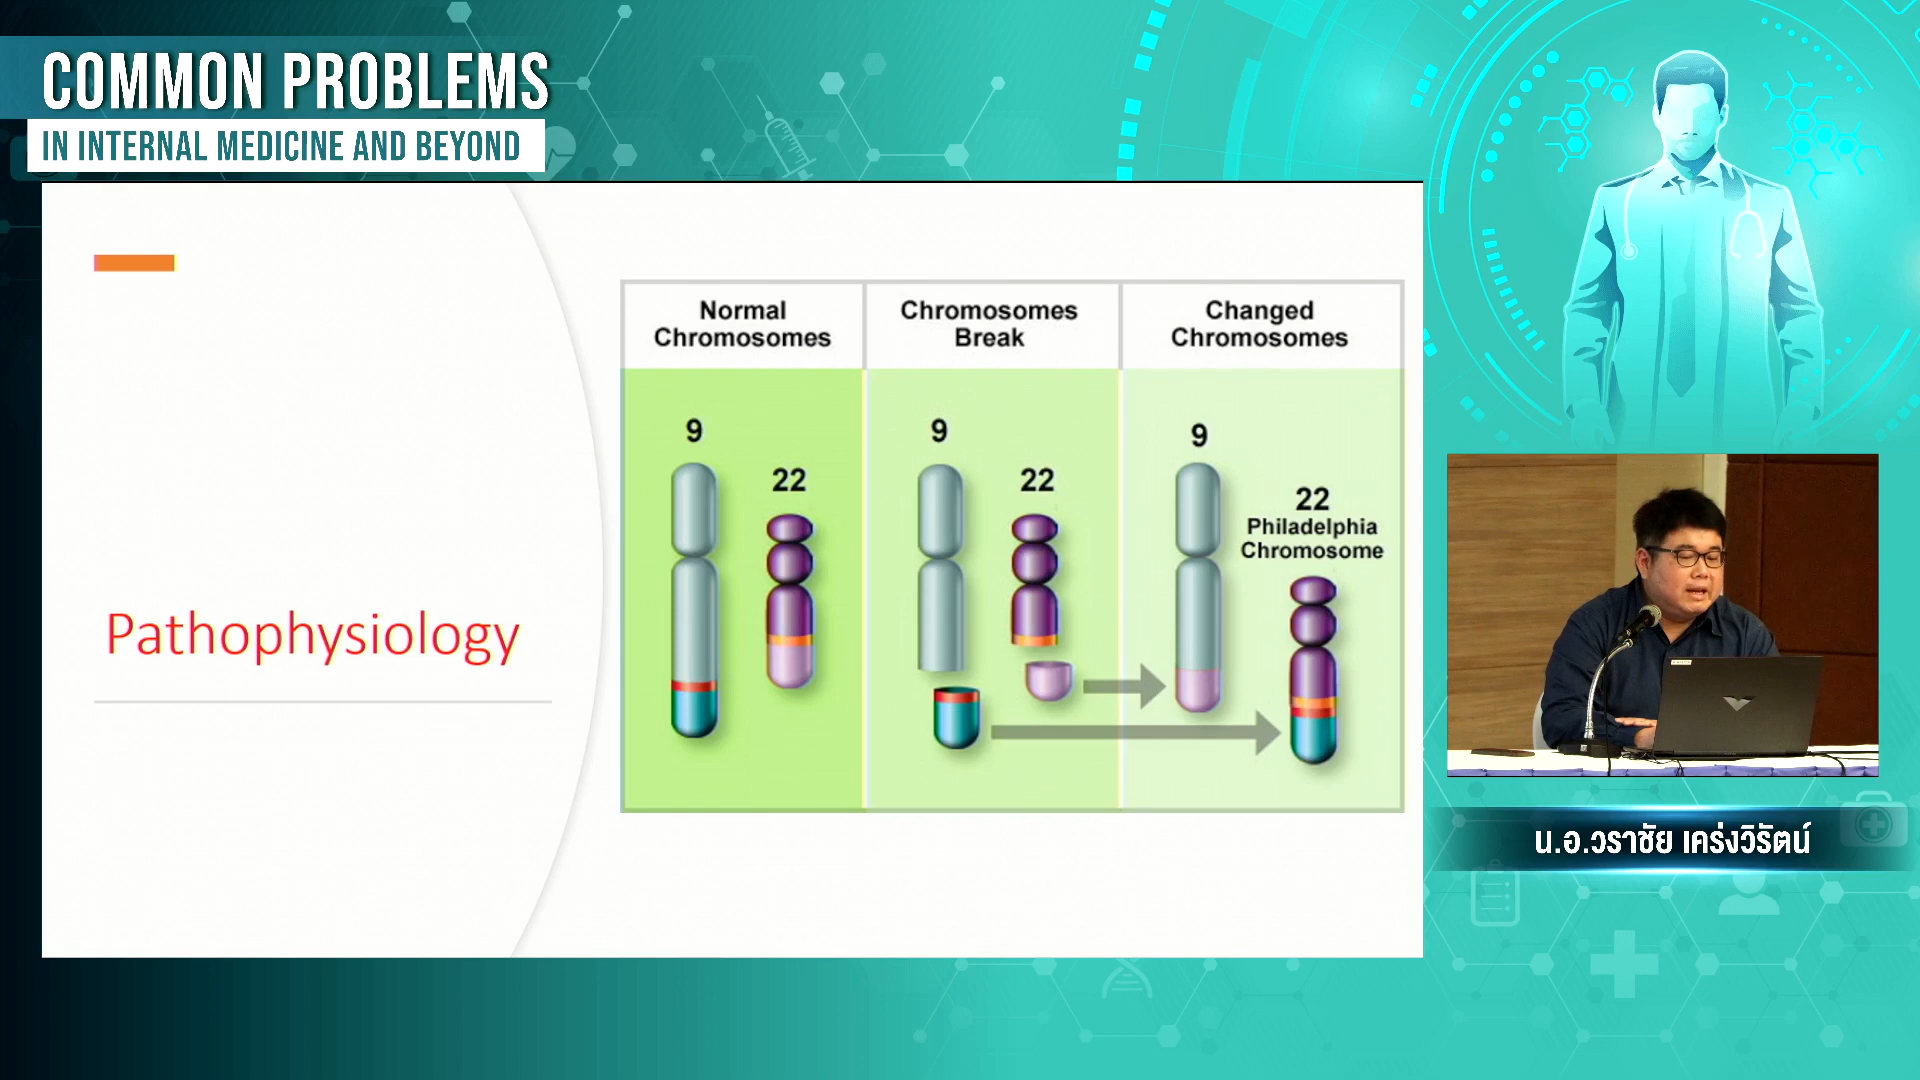 COMMON PROBLEMS
IN INTERNAL MEDICINE AND BEYOND
Pathophysiology
Normal
Chromosomes
Chromosomes
Break
Changed
Chromosomes
9
22
9
22
9
22
Philadelphia
Chromosome
น.อ.วราชัย เคร่งวิรัตน์